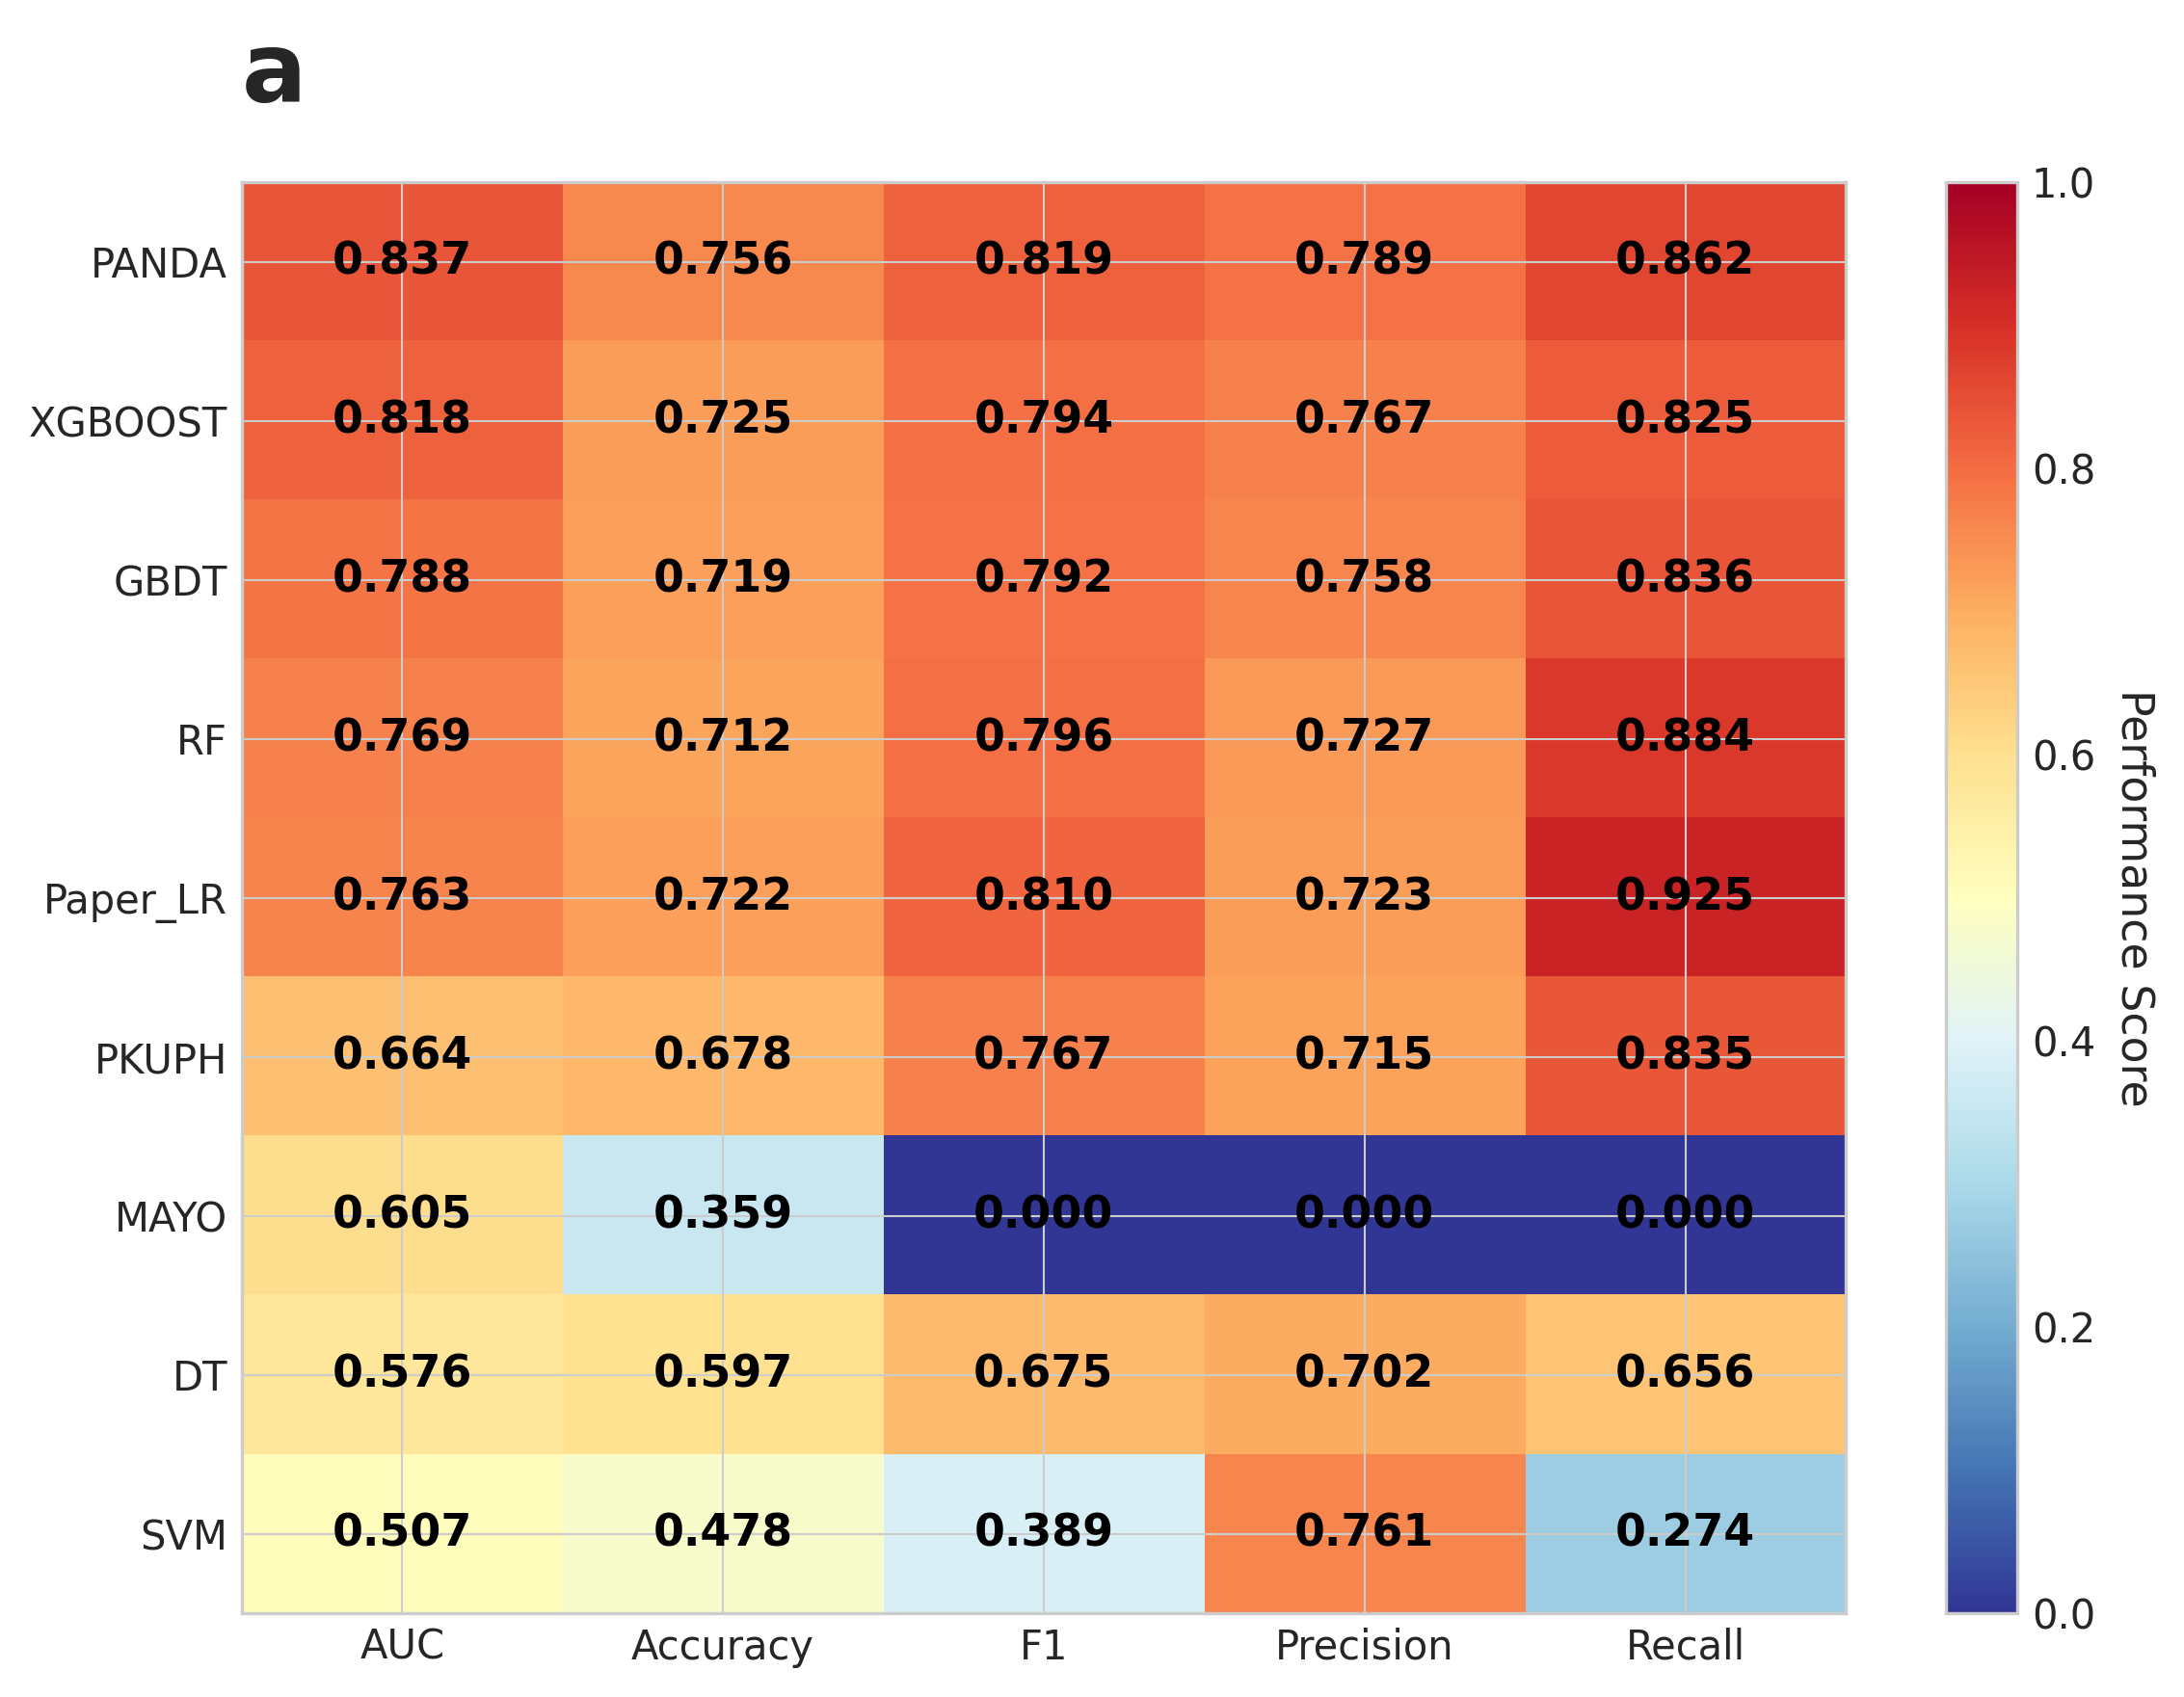 a
PANDA 0.837 0.756 0.819 0.789 0.862
XGBOOST 0.818 0.725 0.794 0.767 0.825
GBDT 0.788 0.719 0.792 0.758 0.836
RF 0.769 0.712 0.796 0.727 0.884
Paper_LR 0.763 0.722 0.810 0.723 0.925
PKUPH 0.664 0.678 0.767 0.715 0.835
MAYO 0.605 0.359 0.000 0.000 0.000
DT 0.576 0.597 0.675 0.702 0.656
SVM 0.507 0.478 0.389 0.761 0.274
AUC Accuracy F1 Precision Recall
1.0
0.8
0.6
0.4
0.2
0.0
Performance Score